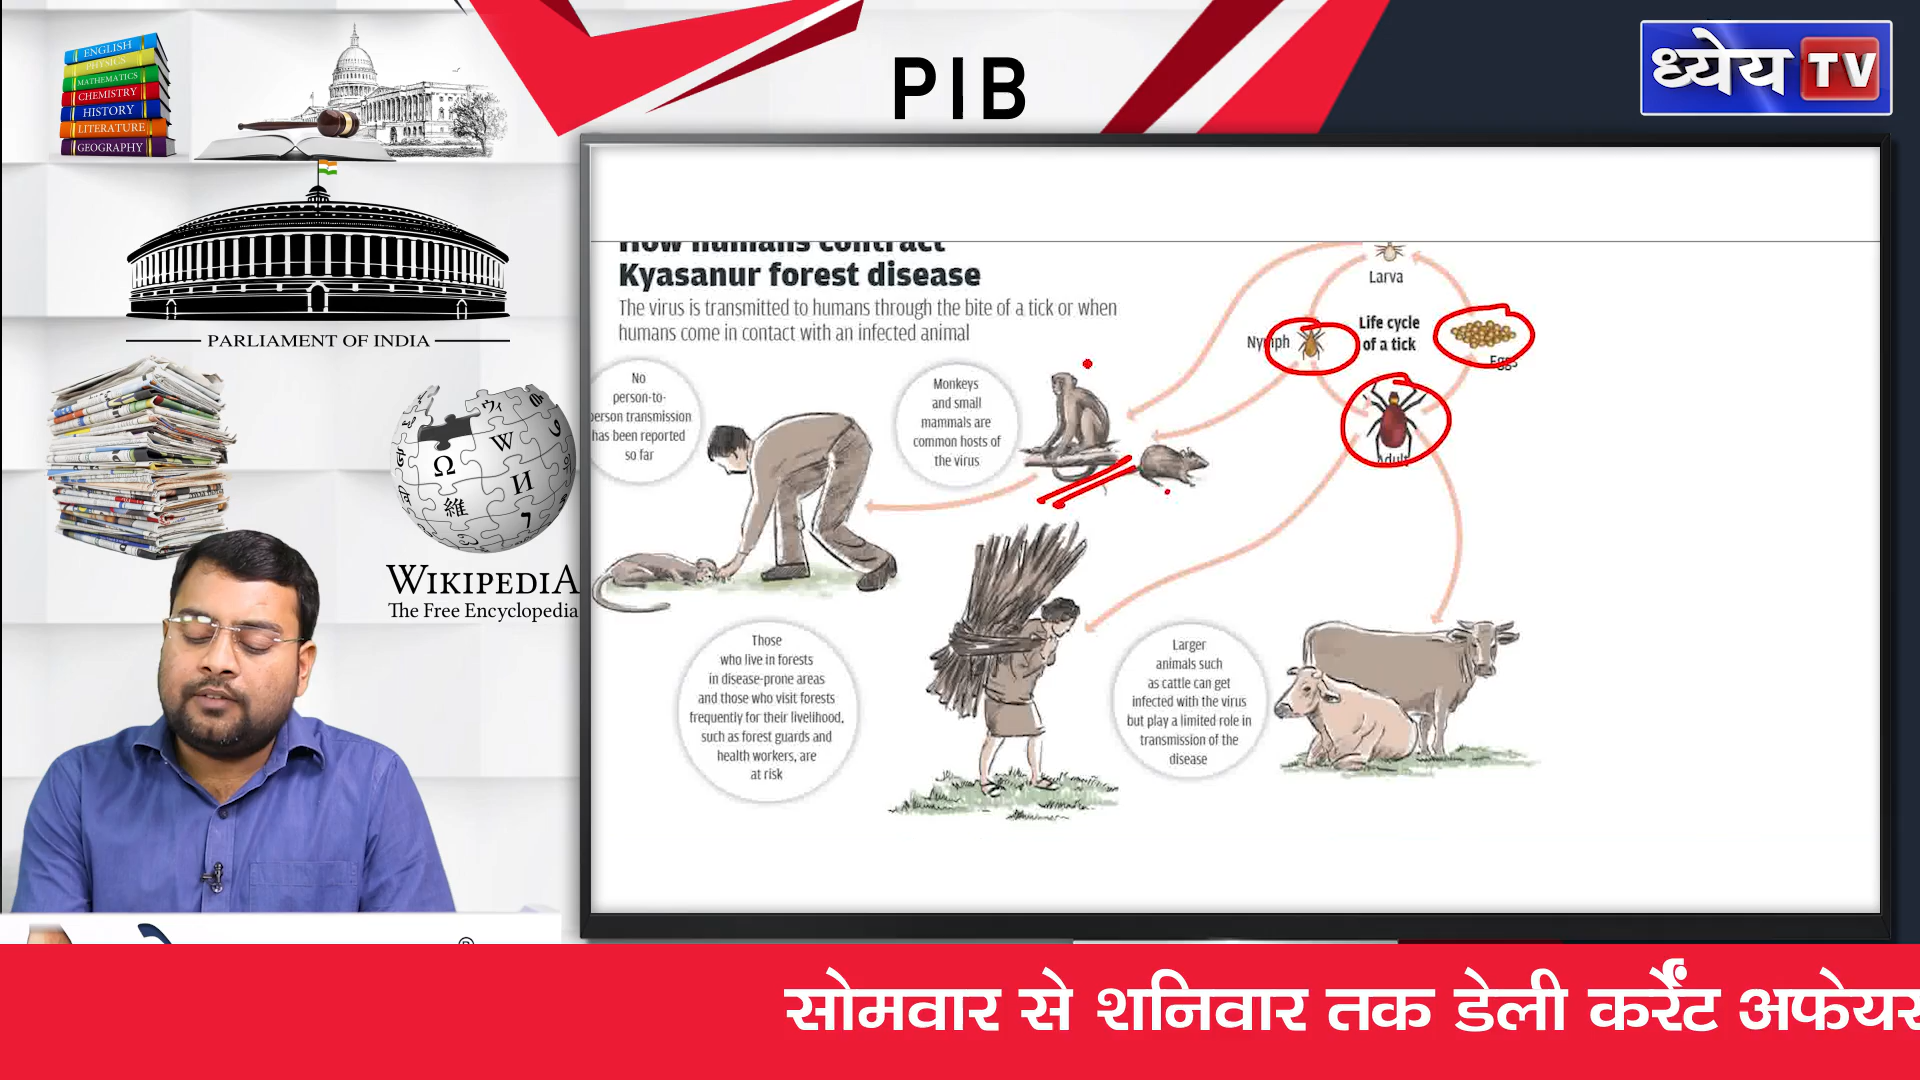 ENGLISH
PHYSICS
MATHEMATICS
CHEMISTRY
HISTORY
LITERATURE
GEOGRAPHY
PIB
ध्येय TV
PARLIAMENT OF INDIA
WIKIPEDIA
The Free Encyclopedia
How humans contract
Kyasanur forest disease
The virus is transmitted to humans through the bite of a tick or when
humans come in contact with an infected animal
No
person-to-
person transmission
has been reported
so far
Monkeys
and small
mammals are
common hosts of
the virus
Larva
Nymph
Life cycle
of a tick
Eggs
Adult
Those
who live in forests
in disease-prone areas
and those who visit forests
frequently for their livelihood,
such as forest guards and
health workers, are
at risk
Larger
animals such
as cattle can get
infected with the virus
but play a limited role in
transmission of the
disease
सोमवार से शनिवार तक डेली करेंट अफेयर